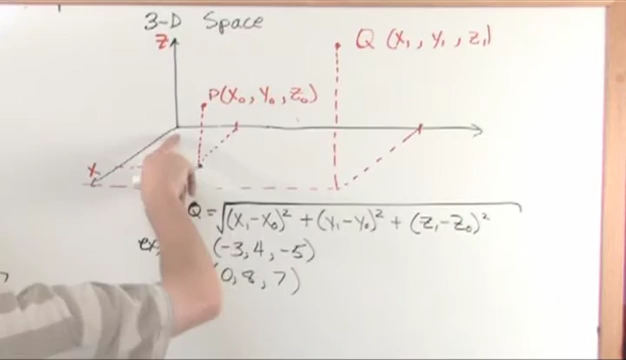 3-D Space
z
Q (x₁, y₁, z₁)
P(x₀, y₀, z₀)
x
Q = √(x₁-x₀)² + (y₁-y₀)² + (z₁-z₀)²
ex. (-3, 4, -5)
(0, 8, 7)